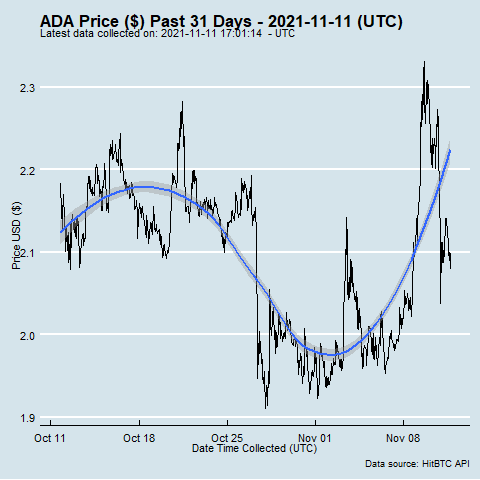 ADA Price ($) Past 31 Days - 2021-11-11 (UTC)
Latest data collected on: 2021-11-11 17:01:14 - UTC
2.3
2.2
2.1
2.0
1.9
Price USD ($)
Oct 11 Oct 18 Oct 25 Nov 01 Nov 08
Date Time Collected (UTC)
Data source: HitBTC API